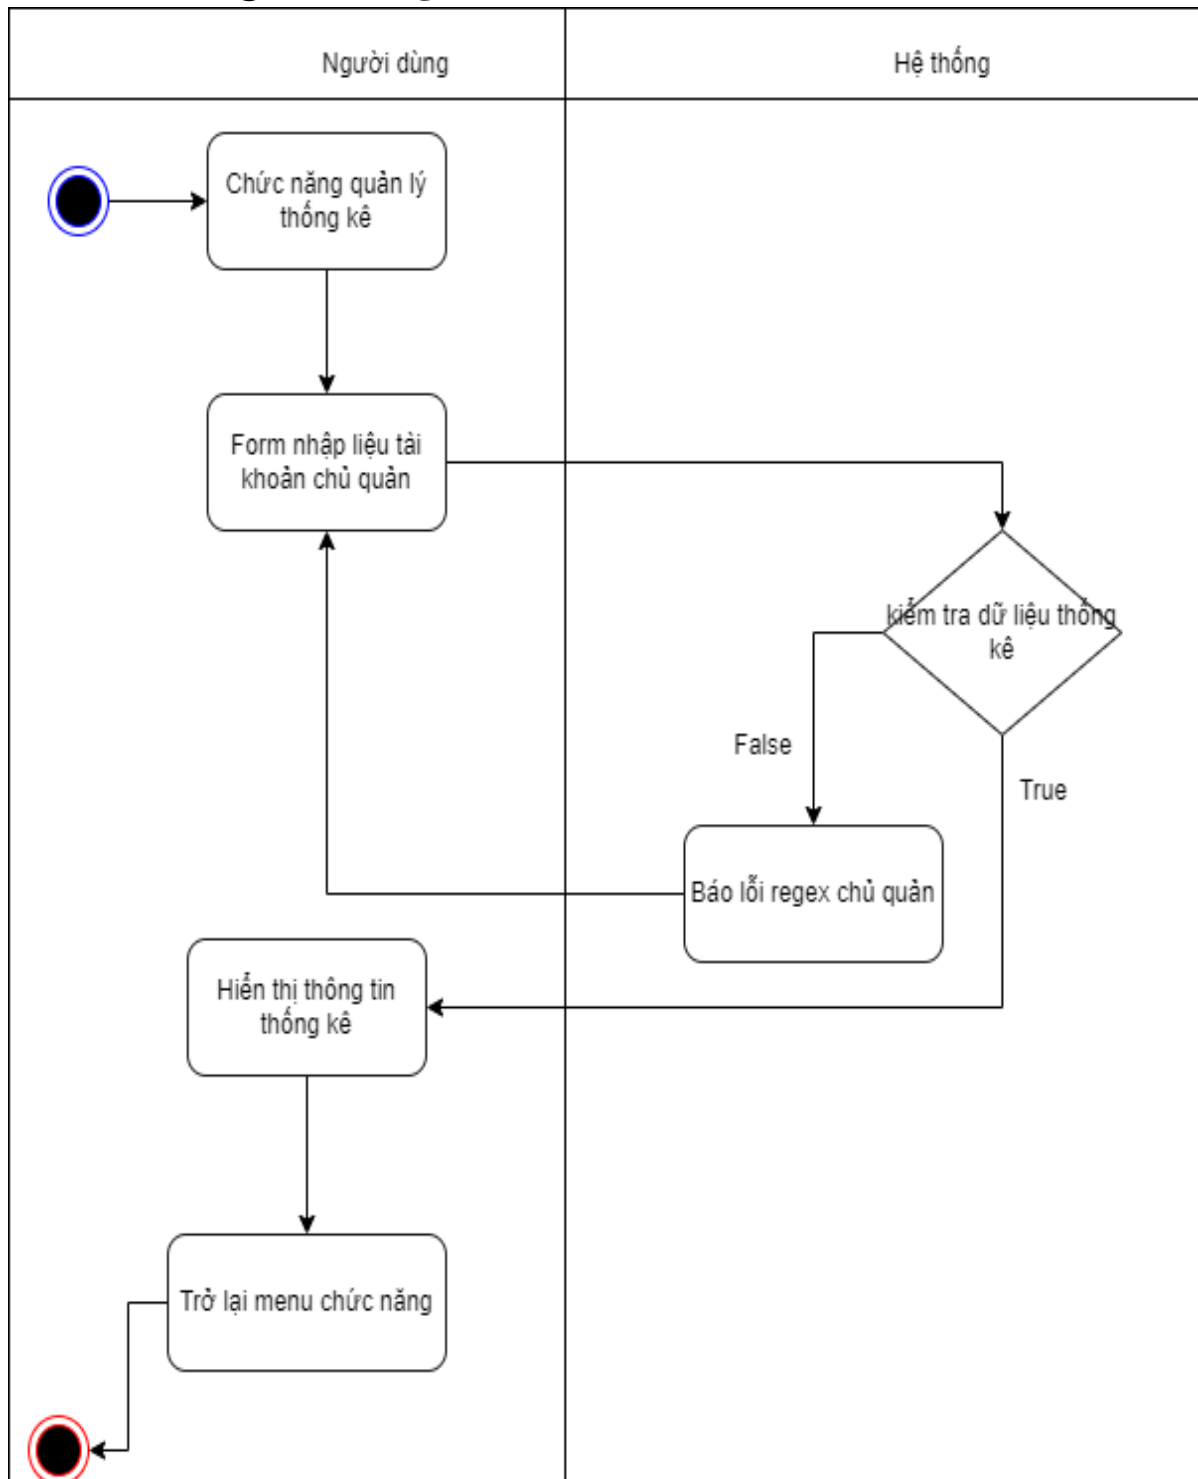 Người dùng
Hệ thống
Chức năng quản lý
thống kê
Form nhập liệu tài
khoản chủ quản
kiểm tra dữ liệu thống
kê
False
True
Báo lỗi regex chủ quản
Hiển thị thông tin
thống kê
Trở lại menu chức năng